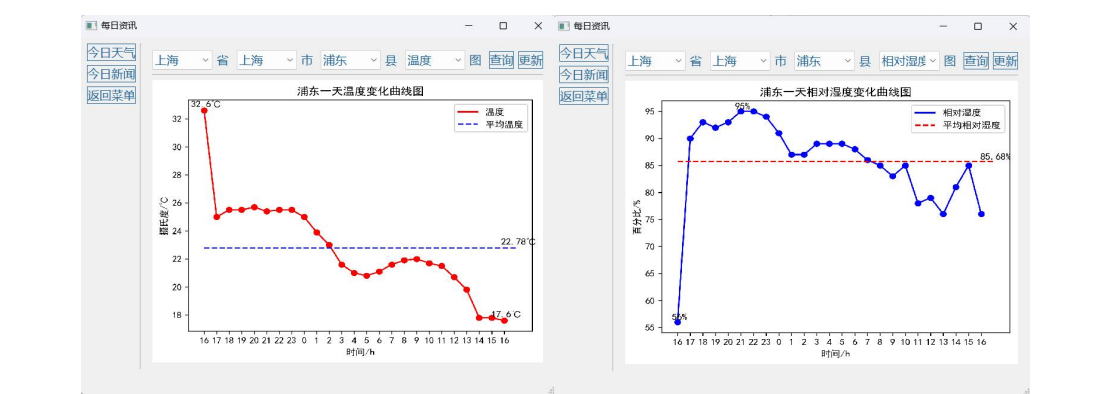 每日资讯
今日天气
今日新闻
返回菜单
上海 省 上海 市 浦东 县 温度 图 查询 更新
浦东一天温度变化曲线图
32.6℃
温度
平均温度
32
30
28
26
24
22
20
18
摄氏度/℃
22.78℃
17.6℃
16 17 18 19 20 21 22 23 0 1 2 3 4 5 6 7 8 9 10 11 12 13 14 15 16
时间/h
每日资讯
今日天气
今日新闻
返回菜单
上海 省 上海 市 浦东 县 相对湿度 图 查询 更新
浦东一天相对湿度变化曲线图
95%
相对湿度
平均相对湿度
95
90
85
80
75
70
65
60
55
百分比/%
85.68%
56%
16 17 18 19 20 21 22 23 0 1 2 3 4 5 6 7 8 9 10 11 12 13 14 15 16
时间/h